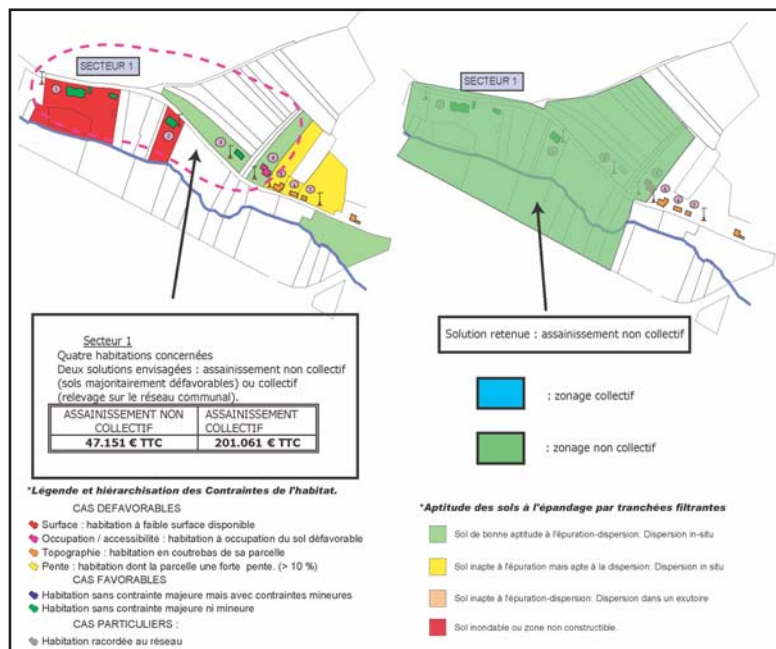 SECTEUR 1
SECTEUR 1
Secteur 1
Quatre habitations concernées
Deux solutions envisagées : assainissement non collectif
(sols majoritairement défavorables) ou collectif
(relevage sur le réseau communal).
ASSAINISSEMENT NON
COLLECTIF
ASSAINISSEMENT
COLLECTIF
47.151 € TTC
201.061 € TTC
Solution retenue : assainissement non collectif
: zonage collectif
: zonage non collectif
*Légende et hiérarchisation des Contraintes de l'habitat.
CAS DEFAVORABLES
Surface : habitation à faible surface disponible
Occupation / accessibilité : habitation à occupation du sol défavorable
Topographie : habitation en coutrebas de sa parcelle
Pente : habitation dont la parcelle une forte pente. (> 10 %)
CAS FAVORABLES
Habitation sans contrainte majeure mais avec contraintes mineures
Habitation sans contrainte majeure ni mineure
CAS PARTICULIERS :
Habitation racordée au réseau
*Aptitude des sols à l'épandage par tranchées filtrantes
Sol de bonne aptitude à l'épuration-dispersion: Dispersion in-situ
Sol inapte à l'épuration mais apte à la dispersion: Dispersion in situ
Sol inapte à l'épuration-dispersion: Dispersion dans un exutoire
Sol inondable ou zone non constructible.